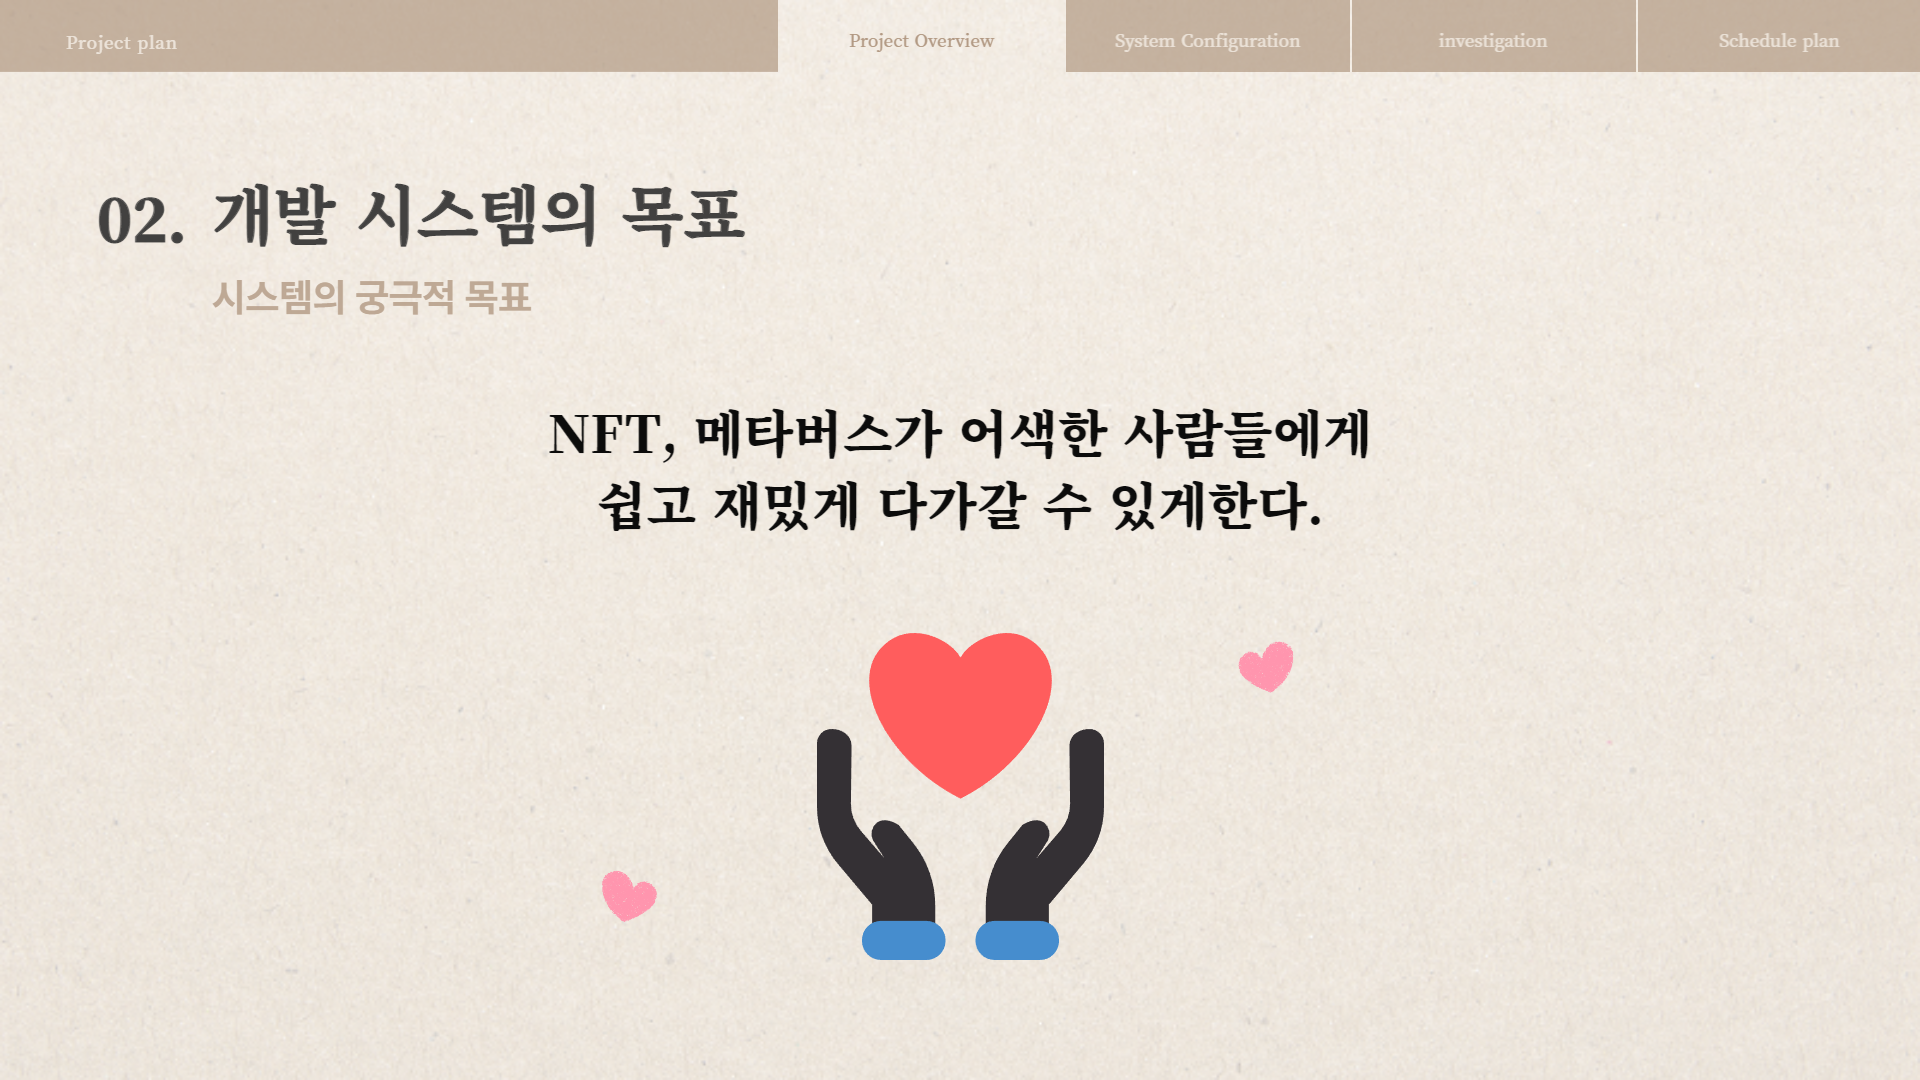 Project plan
Project Overview
System Configuration
investigation
Schedule plan
02. 개발 시스템의 목표
시스템의 궁극적 목표
NFT, 메타버스가 어색한 사람들에게
쉽고 재밌게 다가갈 수 있게한다.